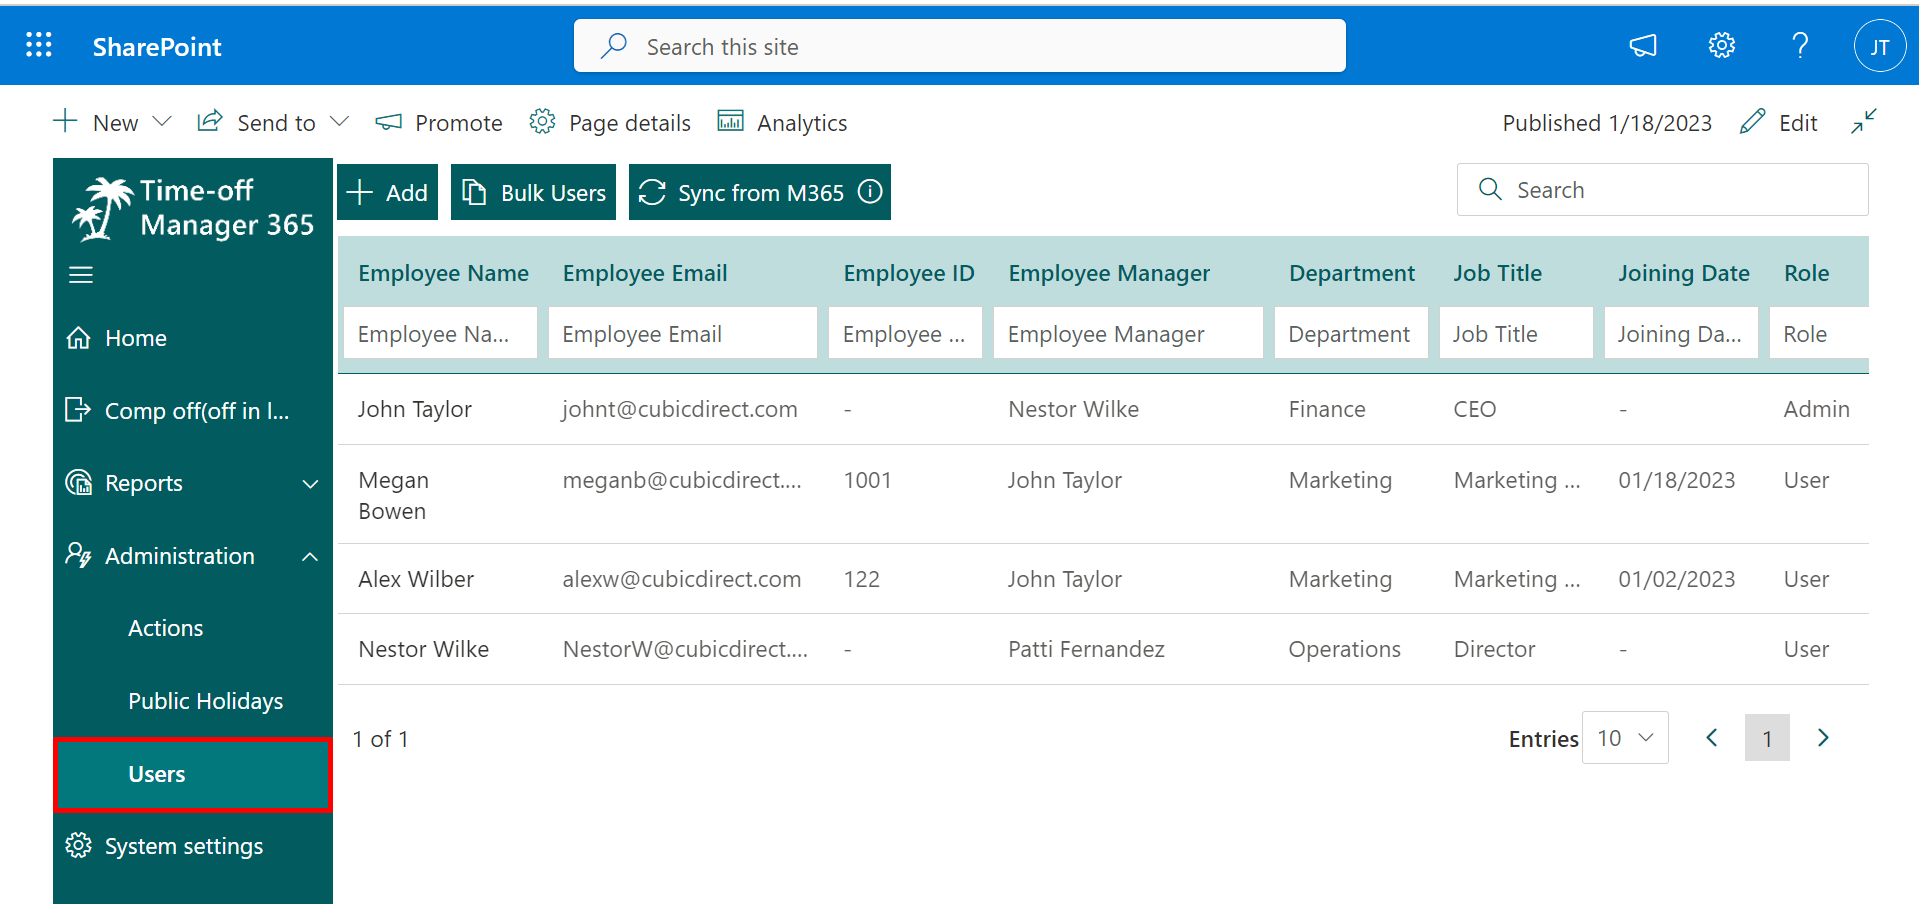 SharePoint
Search this site
JT
New
Send to
Promote
Page details
Analytics
Published 1/18/2023
Edit
Time-off
Manager 365
Home
Comp off(off in l...
Reports
Administration
Actions
Public Holidays
Users
System settings
Add
Bulk Users
Sync from M365
Search
Employee Name Employee Email Employee ID Employee Manager Department Job Title Joining Date Role
Employee Na... Employee Email Employee ... Employee Manager Department Job Title Joining Da... Role
John Taylor johnt@cubicdirect.com - Nestor Wilke Finance CEO - Admin
Megan meganb@cubicdirect.... 1001 John Taylor Marketing Marketing ... 01/18/2023 User
Bowen
Alex Wilber alexw@cubicdirect.com 122 John Taylor Marketing Marketing ... 01/02/2023 User
Nestor Wilke NestorW@cubicdirect.... - Patti Fernandez Operations Director - User
1 of 1
Entries 10
1